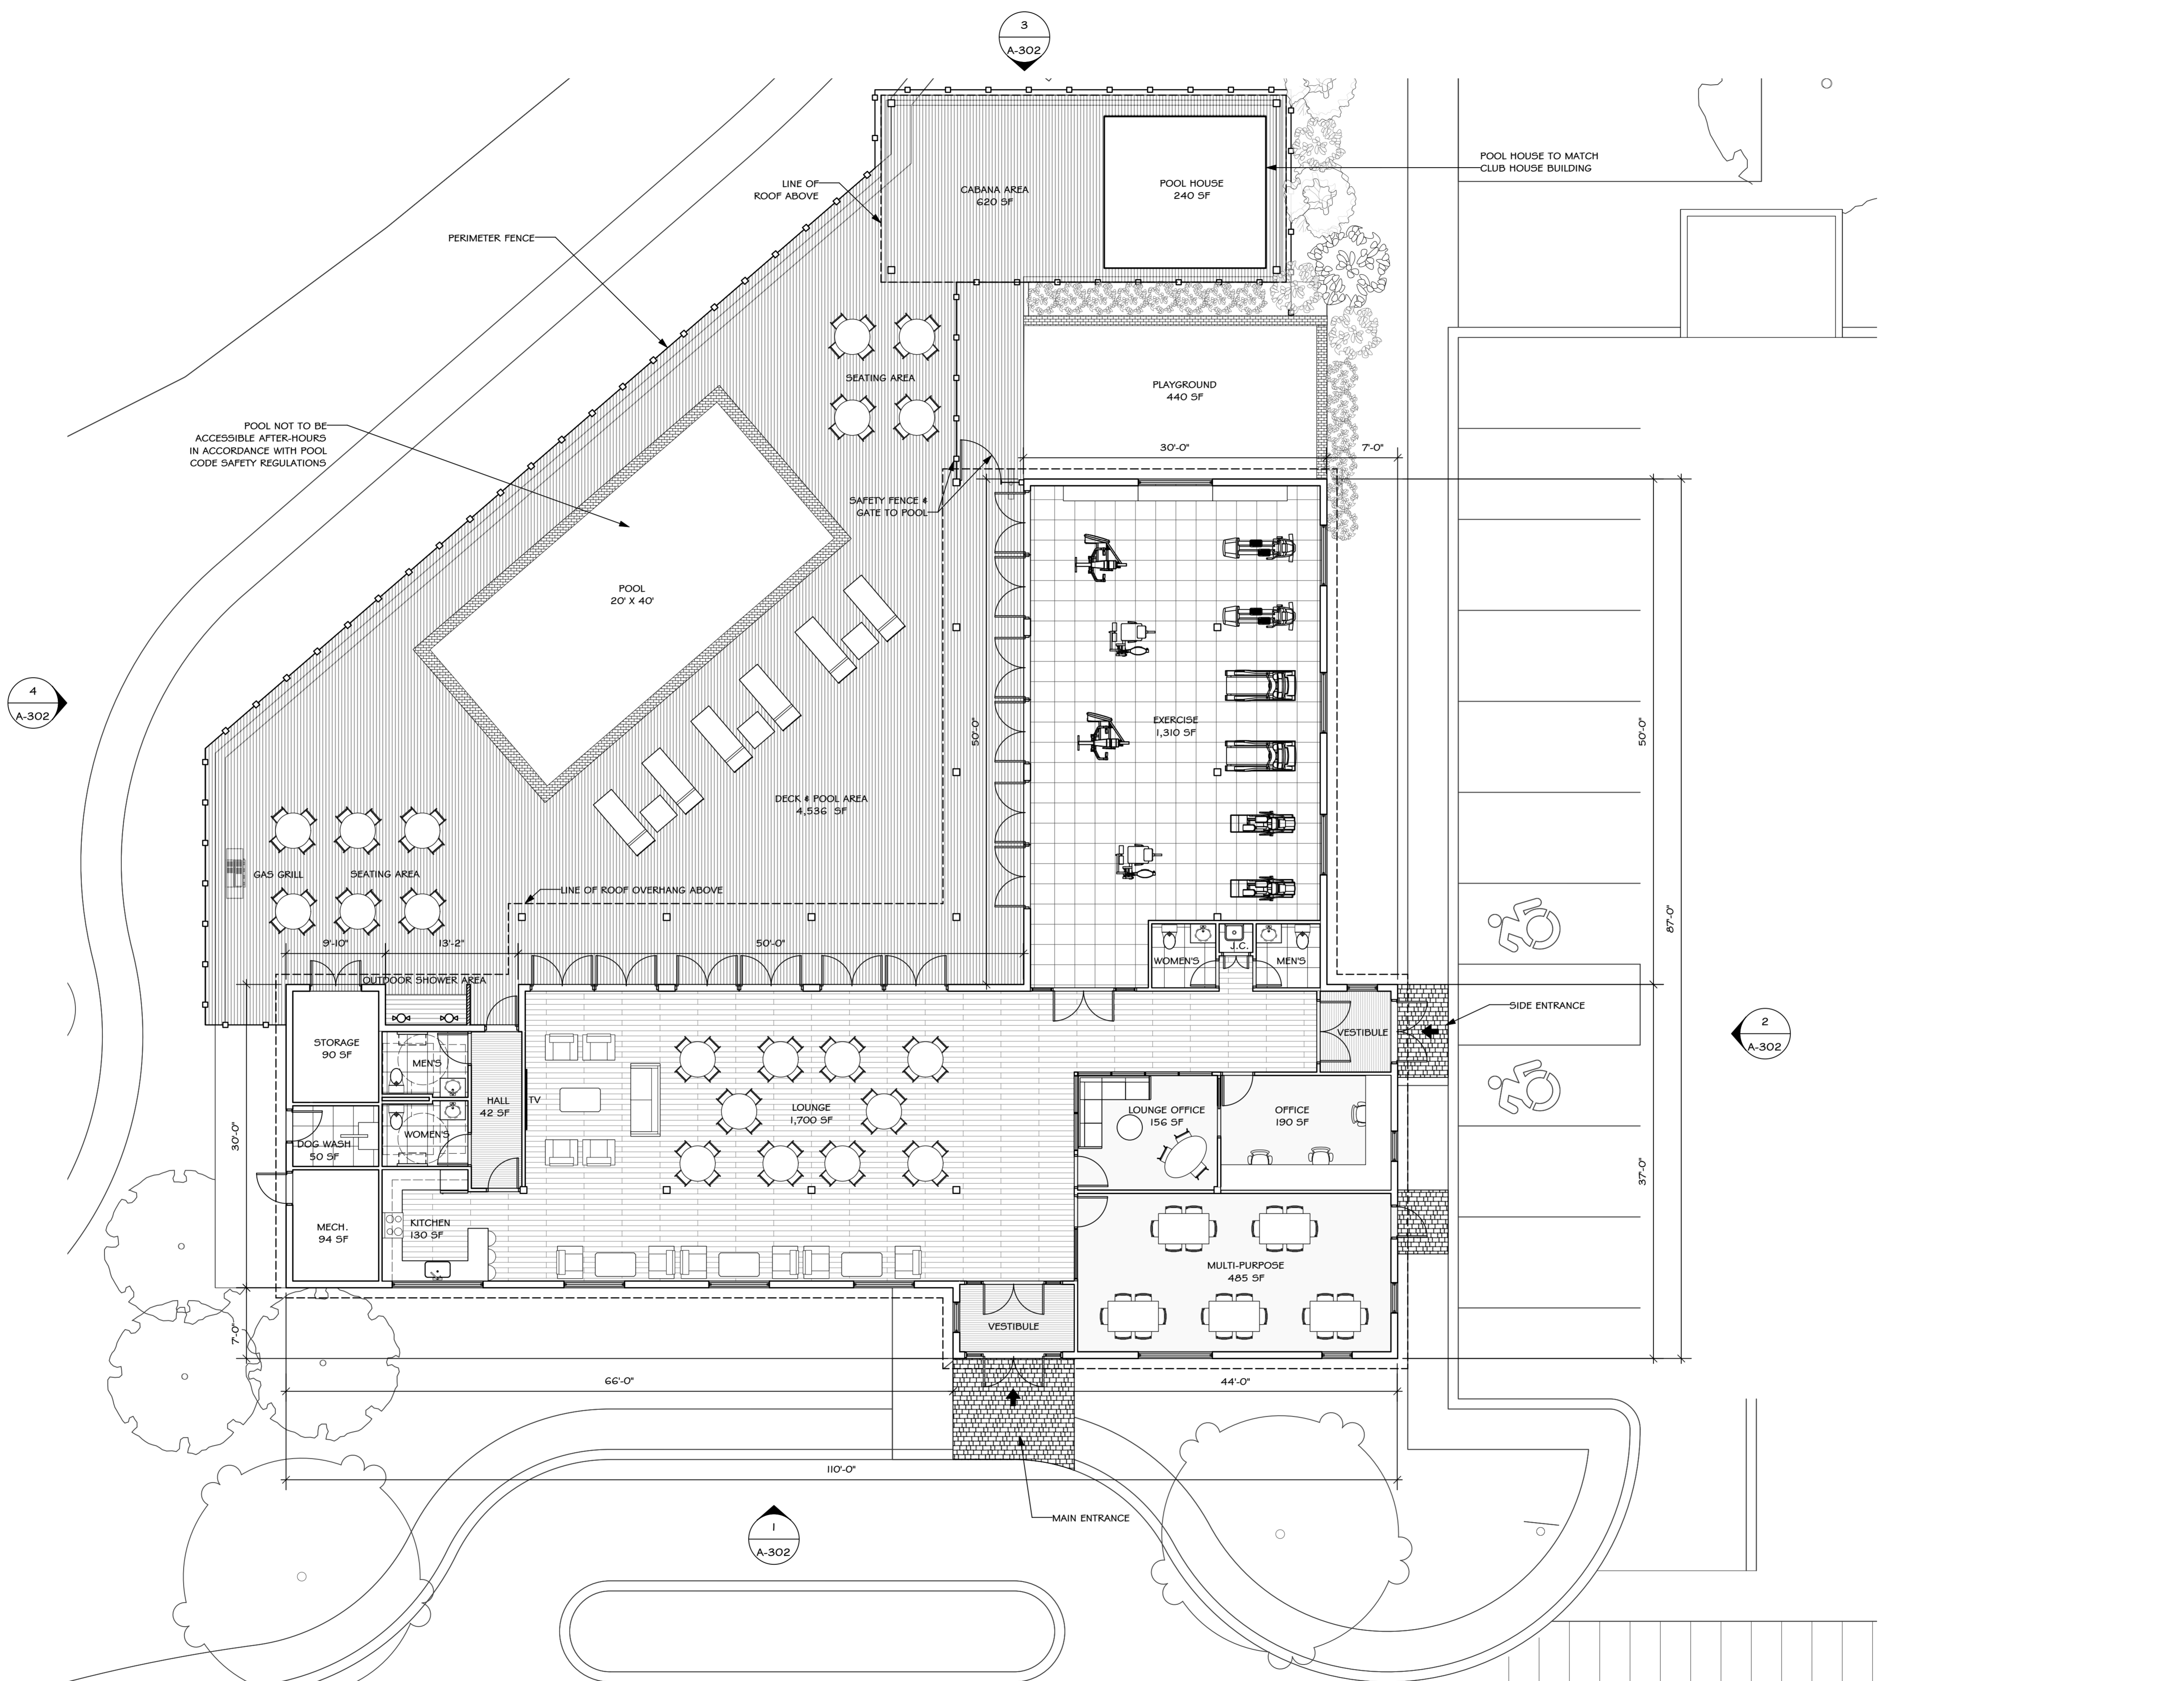 3
A-302
POOL HOUSE TO MATCH
CLUB HOUSE BUILDING
LINE OF
ROOF ABOVE
CABANA AREA
620 SF
POOL HOUSE
240 SF
PERIMETER FENCE
SEATING AREA
PLAYGROUND
440 SF
POOL NOT TO BE
ACCESSIBLE AFTER-HOURS
IN ACCORDANCE WITH POOL
CODE SAFETY REGULATIONS
30'-0"
7'-0"
SAFETY FENCE &
GATE TO POOL
POOL
20' X 40'
4
A-302
50'-0"
EXERCISE
1,310 SF
50'-0"
87'-0"
DECK & POOL AREA
4,536 SF
GAS GRILL
SEATING AREA
LINE OF ROOF OVERHANG ABOVE
9'-10"
13'-2"
50'-0"
WOMEN'S
J.C.
MEN'S
OUTDOOR SHOWER AREA
SIDE ENTRANCE
2
A-302
STORAGE
90 SF
MEN'S
VESTIBULE
HALL
42 SF
TV
LOUNGE
1,700 SF
LOUNGE OFFICE
156 SF
OFFICE
190 SF
30'-0"
DOG WASH
50 SF
WOMEN'S
37'-0"
MECH.
94 SF
KITCHEN
130 SF
MULTI-PURPOSE
485 SF
7'-0"
VESTIBULE
66'-0"
44'-0"
110'-0"
MAIN ENTRANCE
1
A-302